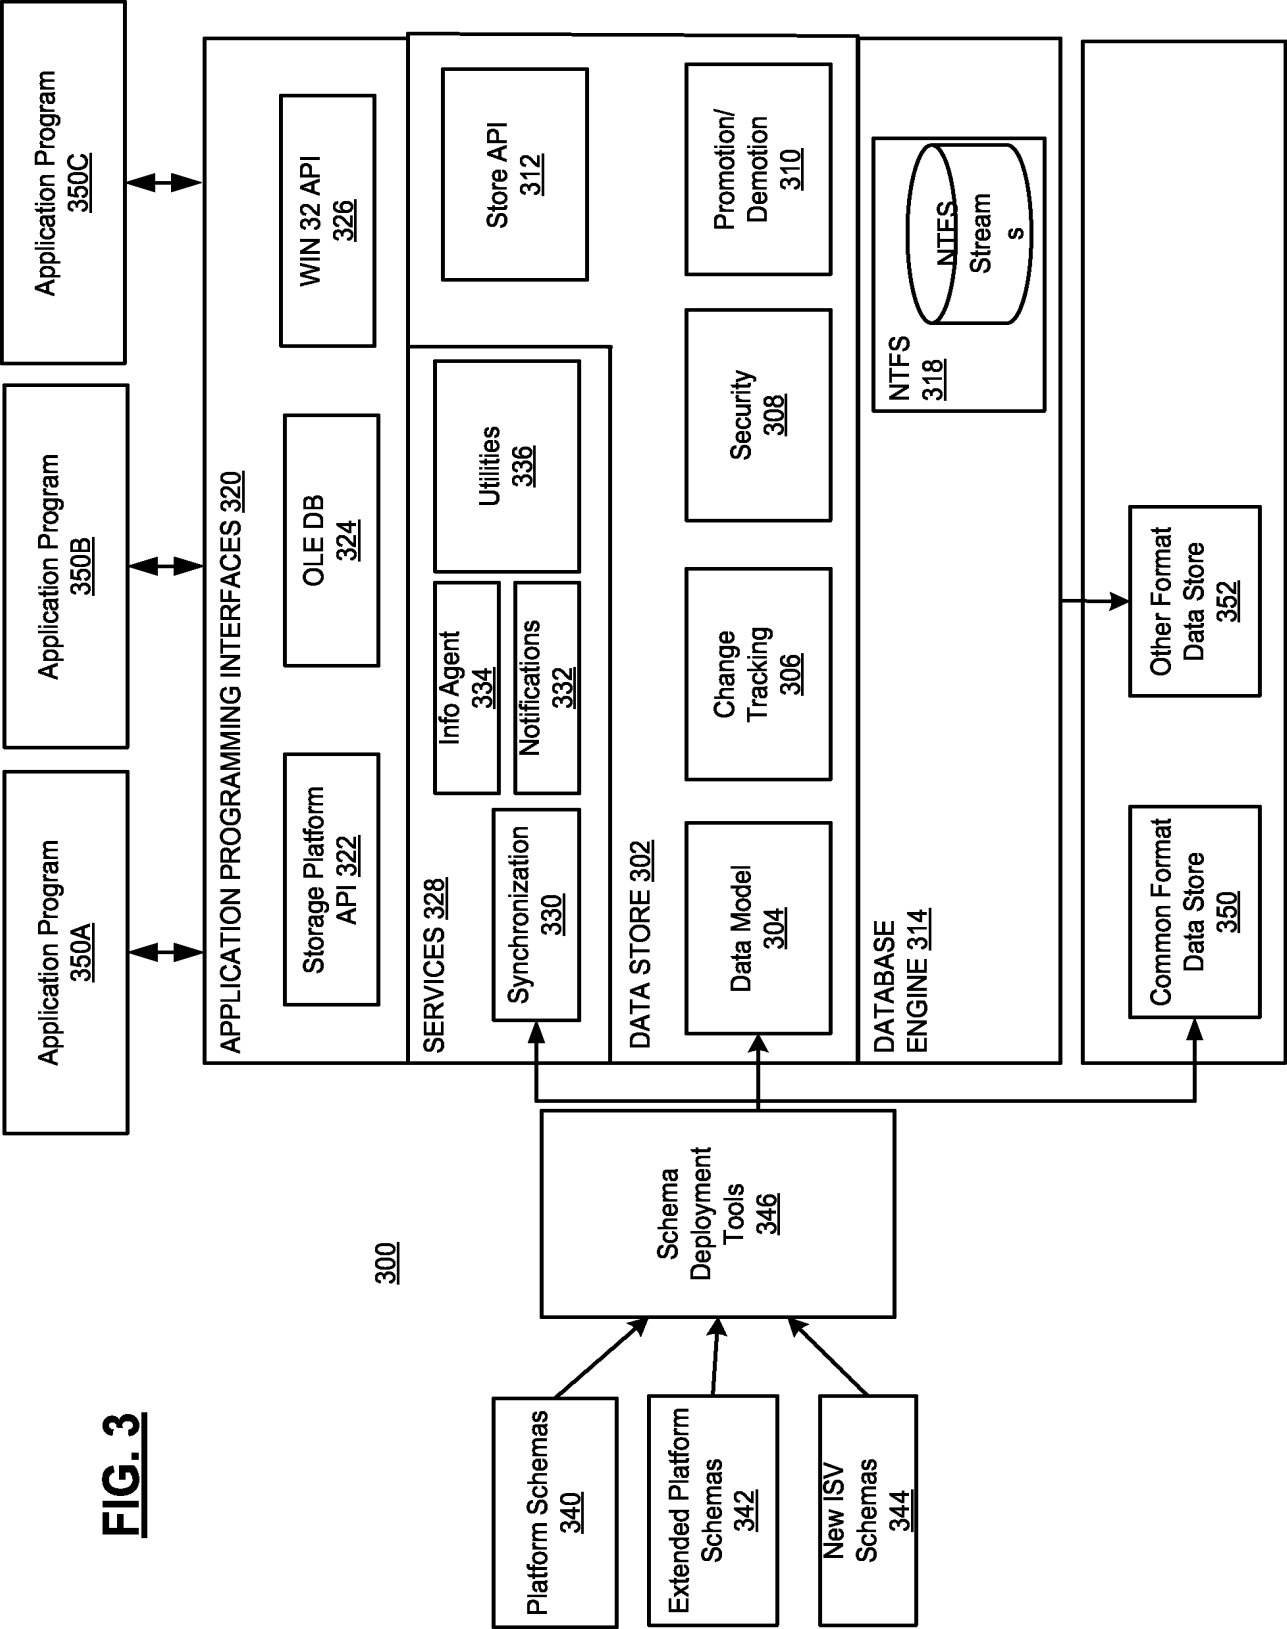 Application Program
350A
Application Program
350B
Application Program
350C
APPLICATION PROGRAMMING INTERFACES 320
Storage Platform
API 322
OLE DB
324
WIN 32 API
326
SERVICES 328
Synchronization
330
Info Agent
334
Notifications
332
Utilities
336
Store API
312
DATA STORE 302
Data Model
304
Change
Tracking
306
Security
308
Promotion/
Demotion
310
DATABASE
ENGINE 314
NTFS
318
NTFS
Stream
s
Common Format
Data Store
350
Other Format
Data Store
352
300
Schema
Deployment
Tools
346
Platform Schemas
340
Extended Platform
Schemas
342
New ISV
Schemas
344
FIG. 3